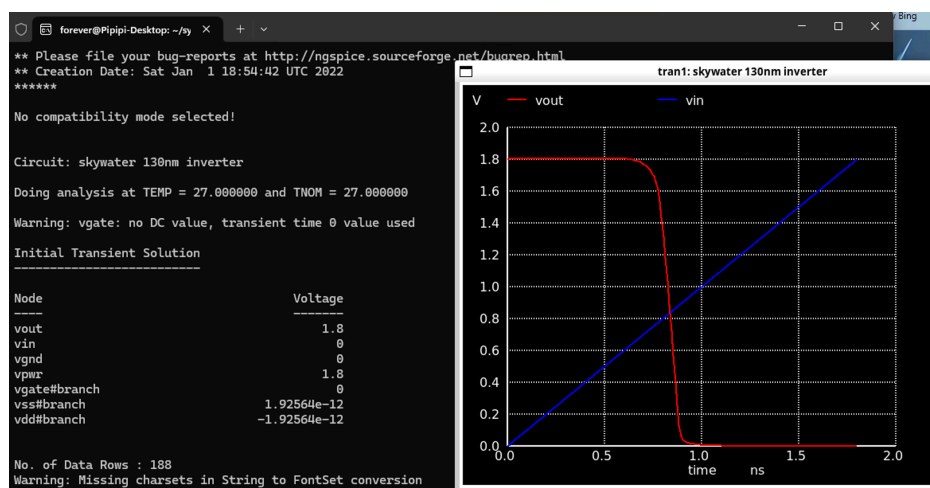 forever@Pipipi-Desktop: ~/sy
/ Bing
** Please file your bug-reports at http://ngspice.sourceforge.net/bugrep.html
** Creation Date: Sat Jan  1 18:54:42 UTC 2022
******
No compatibility mode selected!
Circuit: skywater 130nm inverter
Doing analysis at TEMP = 27.000000 and TNOM = 27.000000
Warning: vgate: no DC value, transient time 0 value used
Initial Transient Solution
--------------------------
Node Voltage
---- -------
vout 1.8
vin 0
vgnd 0
vpwr 1.8
vgate#branch 0
vss#branch 1.92564e-12
vdd#branch -1.92564e-12
No. of Data Rows : 188
Warning: Missing charsets in String to FontSet conversion
tran1: skywater 130nm inverter
V vout vin
2.0
1.8
1.6
1.4
1.2
1.0
0.8
0.6
0.4
0.2
0.0
0.0 0.5 1.0 1.5 2.0
time ns